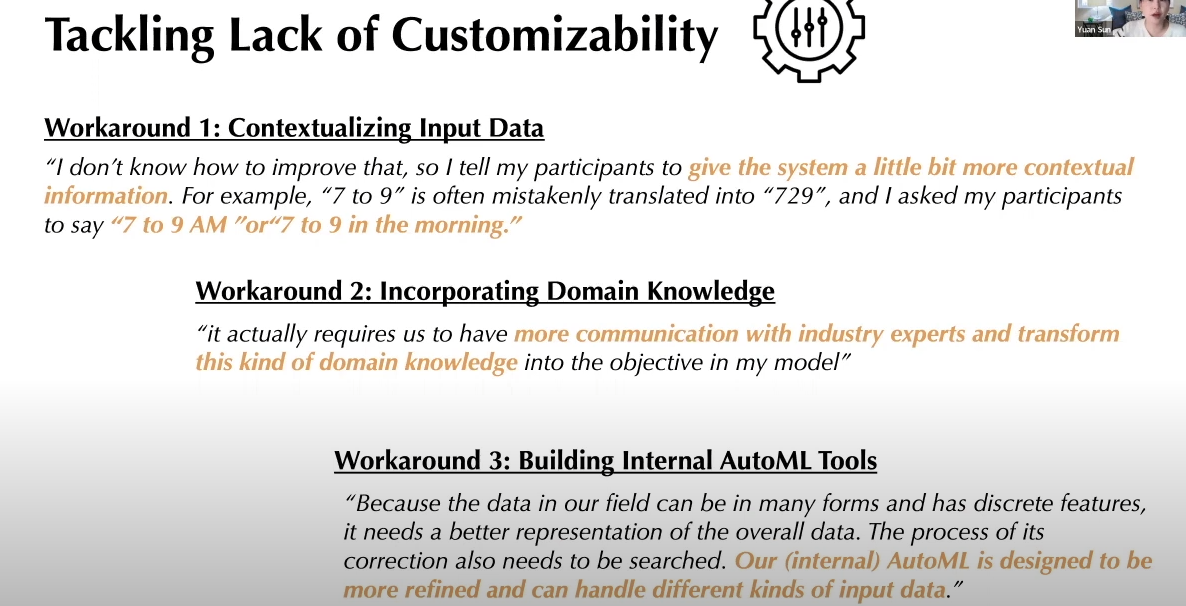 Tackling Lack of Customizability
Yuan Sun
Workaround 1: Contextualizing Input Data
“I don’t know how to improve that, so I tell my participants to give the system a little bit more contextual
information. For example, “7 to 9” is often mistakenly translated into “729”, and I asked my participants
to say “7 to 9 AM ”or“7 to 9 in the morning.”
Workaround 2: Incorporating Domain Knowledge
“it actually requires us to have more communication with industry experts and transform
this kind of domain knowledge into the objective in my model”
Workaround 3: Building Internal AutoML Tools
“Because the data in our field can be in many forms and has discrete features,
it needs a better representation of the overall data. The process of its
correction also needs to be searched. Our (internal) AutoML is designed to be
more refined and can handle different kinds of input data.”